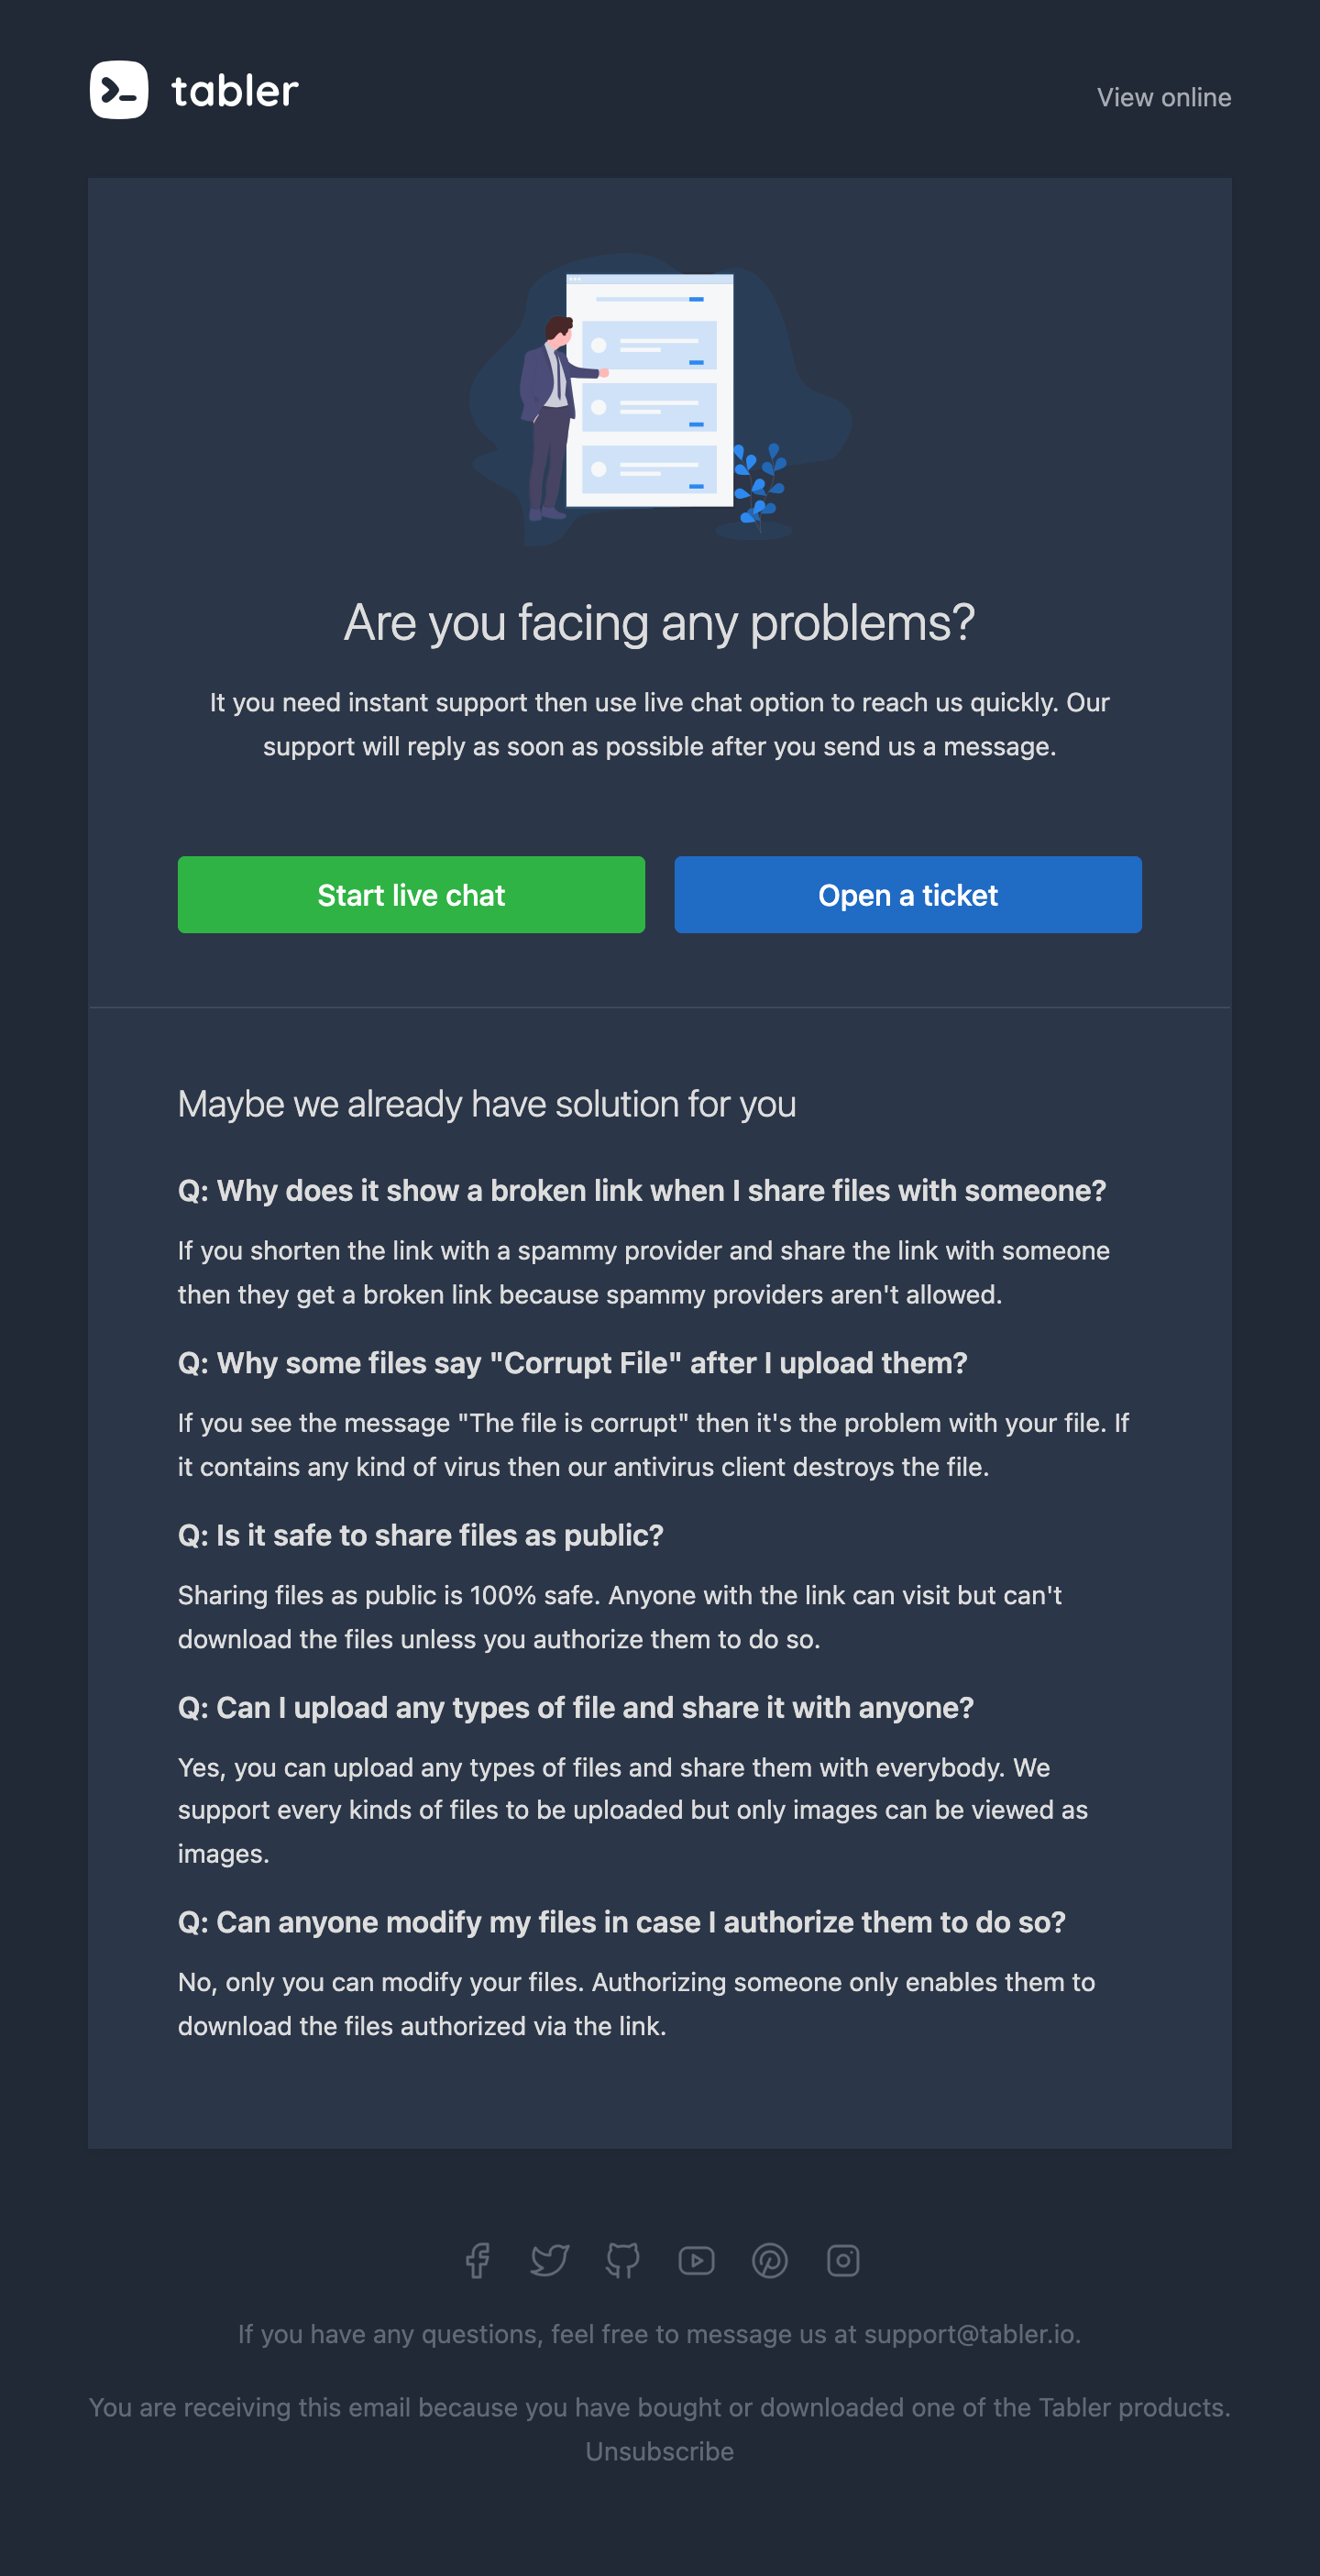 tabler
View online
Are you facing any problems?
It you need instant support then use live chat option to reach us quickly. Our
support will reply as soon as possible after you send us a message.
Start live chat
Open a ticket
Maybe we already have solution for you
Q: Why does it show a broken link when I share files with someone?
If you shorten the link with a spammy provider and share the link with someone
then they get a broken link because spammy providers aren't allowed.
Q: Why some files say "Corrupt File" after I upload them?
If you see the message "The file is corrupt" then it's the problem with your file. If
it contains any kind of virus then our antivirus client destroys the file.
Q: Is it safe to share files as public?
Sharing files as public is 100% safe. Anyone with the link can visit but can't
download the files unless you authorize them to do so.
Q: Can I upload any types of file and share it with anyone?
Yes, you can upload any types of files and share them with everybody. We
support every kinds of files to be uploaded but only images can be viewed as
images.
Q: Can anyone modify my files in case I authorize them to do so?
No, only you can modify your files. Authorizing someone only enables them to
download the files authorized via the link.
If you have any questions, feel free to message us at support@tabler.io.
You are receiving this email because you have bought or downloaded one of the Tabler products.
Unsubscribe